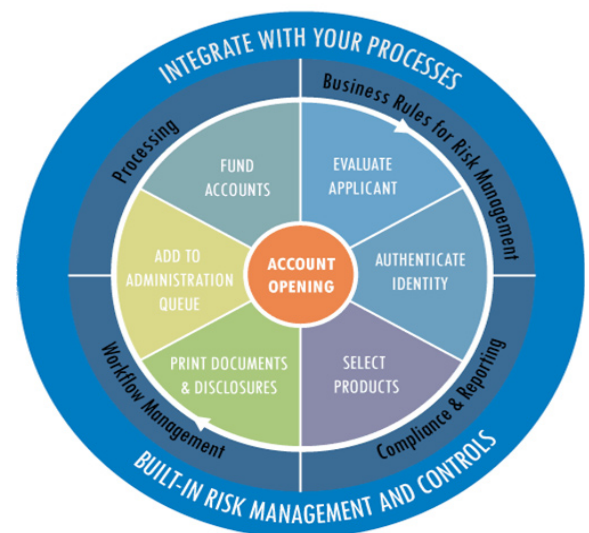 INTEGRATE WITH YOUR PROCESSES
Business Rules for Risk Management
Processing
FUND
ACCOUNTS
EVALUATE
APPLICANT
ADD TO
ADMINISTRATION
QUEUE
ACCOUNT
OPENING
AUTHENTICATE
IDENTITY
PRINT DOCUMENTS
& DISCLOSURES
SELECT
PRODUCTS
Workflow Management
Compliance & Reporting
BUILT-IN RISK MANAGEMENT AND CONTROLS